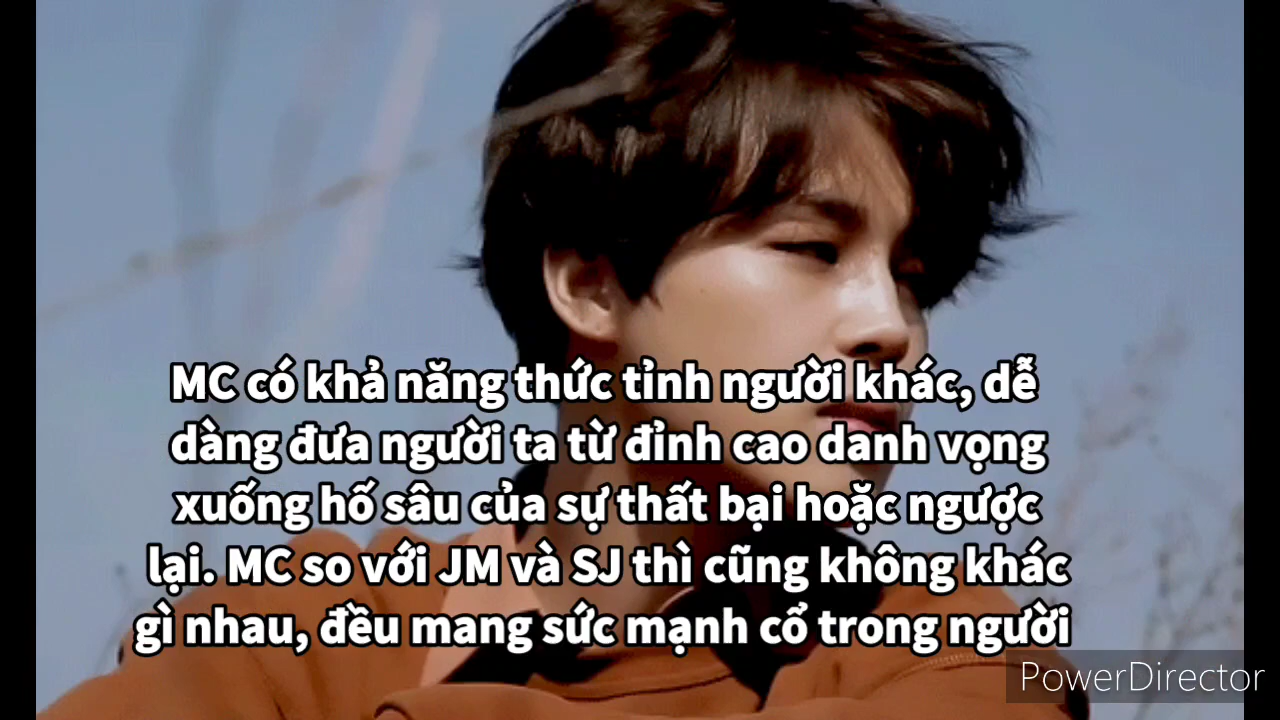 MC có khả năng thức tỉnh người khác, dễ
dàng đưa người ta từ đỉnh cao danh vọng
xuống hố sâu của sự thất bại hoặc ngược
lại. MC so với JM và SJ thì cũng không khác
gì nhau, đều mang sức mạnh cổ trong người
PowerDirector